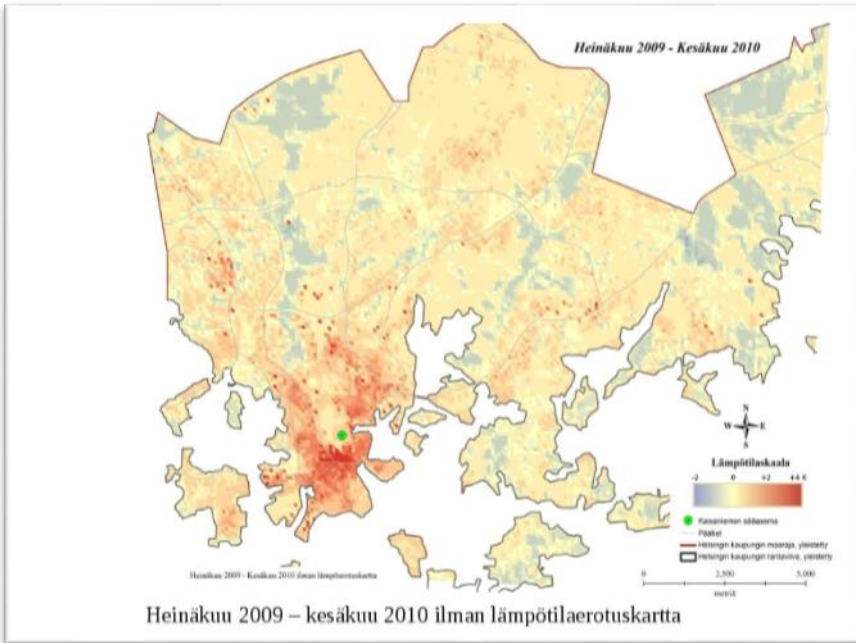 Heinäkuu 2009 - Kesäkuu 2010
N
W E
S
Lämpötilaskaala
-2 0 +2 +4 K
Kaisaniemen sääasema
Päätiet
Helsingin kaupungin maaraja, yleistetty
Helsingin kaupungin rantaviiva, yleistetty
0 2,500 5,000
metriä
Heinäkuu 2009 - Kesäkuu 2010 ilman lämpötilaerotuskartta
Heinäkuu 2009 – kesäkuu 2010 ilman lämpötilaerotuskartta